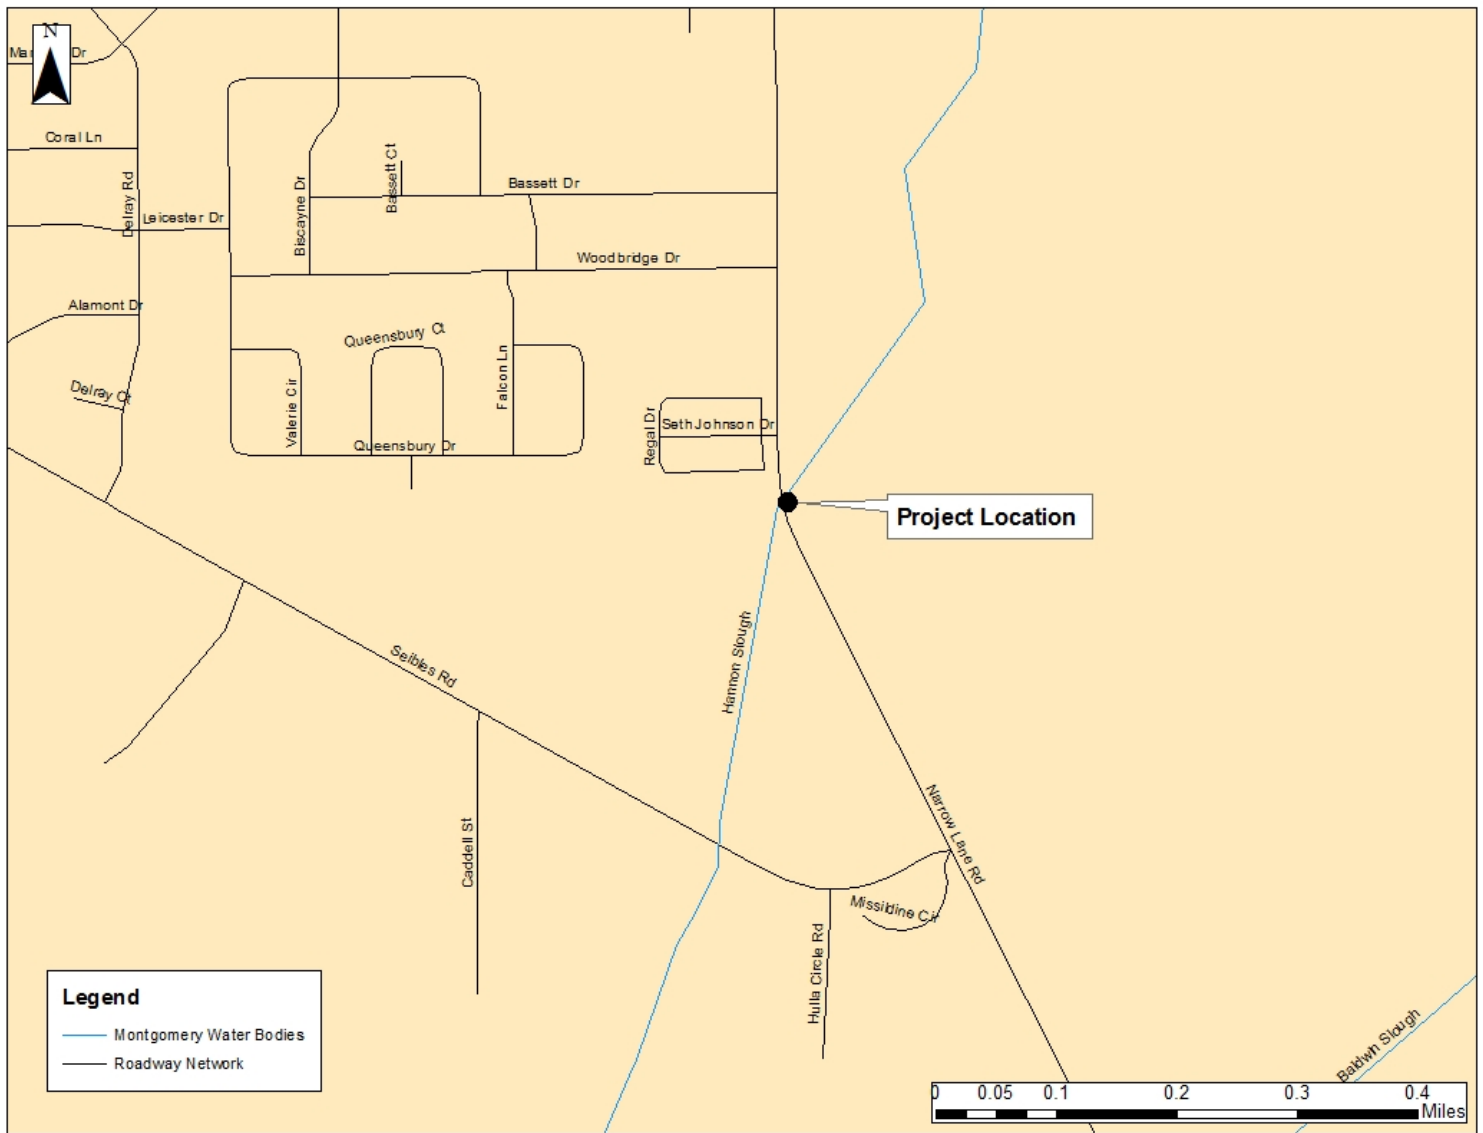 N
Dr
Coral Ln
Delray Rd
Leicester Dr
Biscayne Dr
Bassett Ct
Bassett Dr
Woodbridge Dr
Alamont Dr
Queensbury Ct
Delray Ct
Valerie Cir
Falcon Ln
Queensbury Dr
Regal Dr
Seth Johnson Dr
Project Location
Hannon Slough
Seibles Rd
Caddell St
Narrow Lane Rd
Missildine Cir
Hulla Circle Rd
Baldwin Slough
Legend
Montgomery Water Bodies
Roadway Network
0 0.05 0.1 0.2 0.3 0.4
Miles